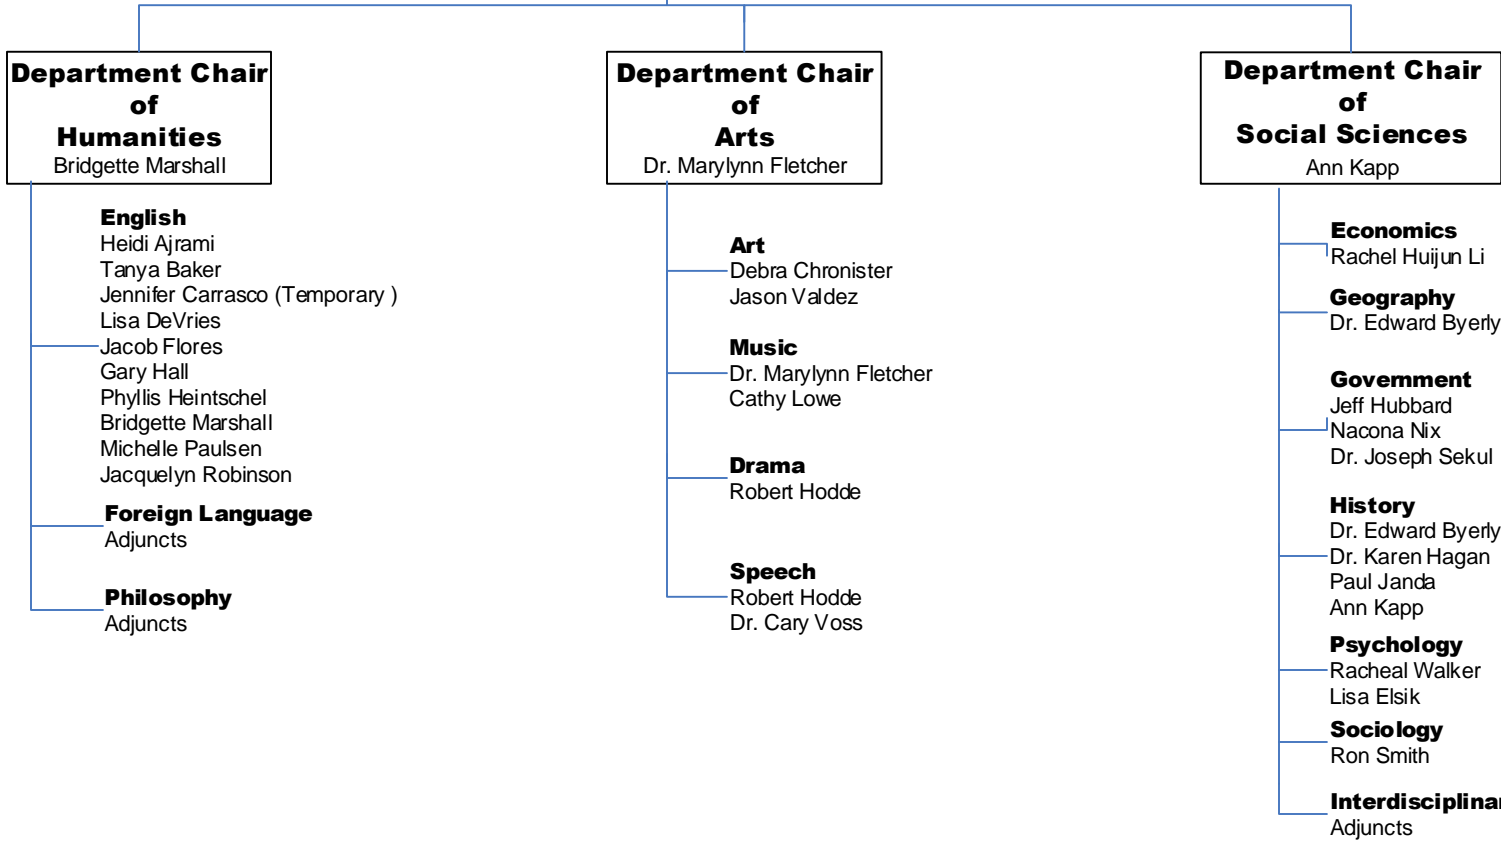 Department Chair
of
Humanities
Bridgette Marshall
English
Heidi Ajrami
Tanya Baker
Jennifer Carrasco (Temporary )
Lisa DeVries
Jacob Flores
Gary Hall
Phyllis Heintschel
Bridgette Marshall
Michelle Paulsen
Jacquelyn Robinson
Foreign Language
Adjuncts
Philosophy
Adjuncts
Department Chair
of
Arts
Dr. Marylynn Fletcher
Art
Debra Chronister
Jason Valdez
Music
Dr. Marylynn Fletcher
Cathy Lowe
Drama
Robert Hodde
Speech
Robert Hodde
Dr. Cary Voss
Department Chair
of
Social Sciences
Ann Kapp
Economics
Rachel Huijun Li
Geography
Dr. Edward Byerly
Government
Jeff Hubbard
Nacona Nix
Dr. Joseph Sekul
History
Dr. Edward Byerly
Dr. Karen Hagan
Paul Janda
Ann Kapp
Psychology
Racheal Walker
Lisa Elsik
Sociology
Ron Smith
Adjuncts